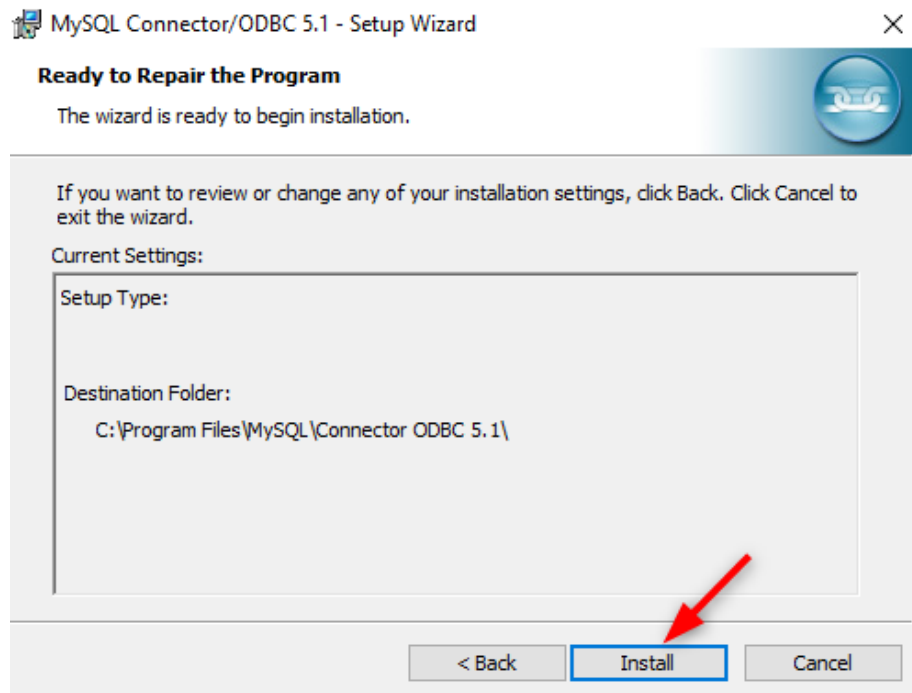 MySQL Connector/ODBC 5.1 - Setup Wizard
Ready to Repair the Program
The wizard is ready to begin installation.
If you want to review or change any of your installation settings, click Back. Click Cancel to
exit the wizard.
Current Settings:
Setup Type:
Destination Folder:
C:\Program Files\MySQL\Connector ODBC 5.1\
< Back Install Cancel